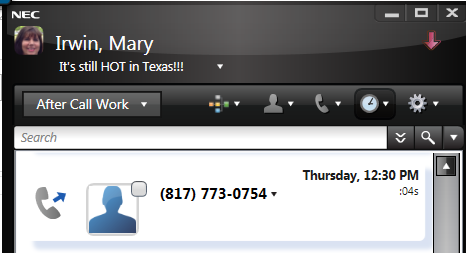 NEC
Irwin, Mary
It's still HOT in Texas!!!
After Call Work
Search
Thursday, 12:30 PM
(817) 773-0754
:04s